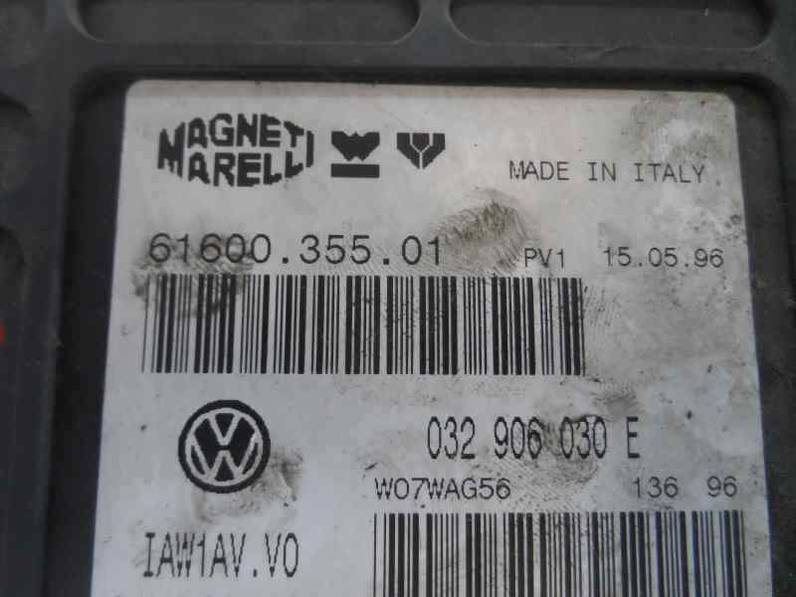 MAGNETI
MARELLI
MADE IN ITALY
61600.355.01 PV1 15.05.96
032 906 030 E
W07WAG56 136 96
IAW1AV.V0